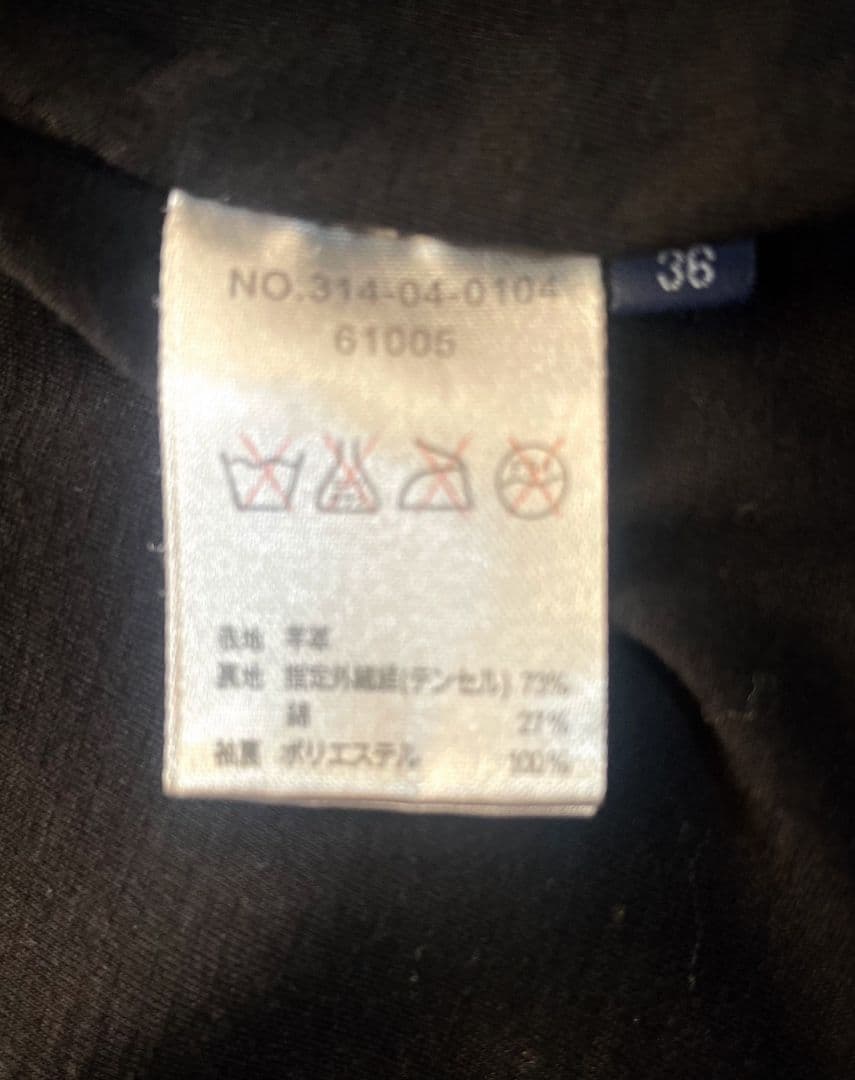 NO.314-04-0104
61005
36
表地 羊革
裏地 指定外繊維(テンセル) 73%
綿 27%
袖裏 ポリエステル 100%